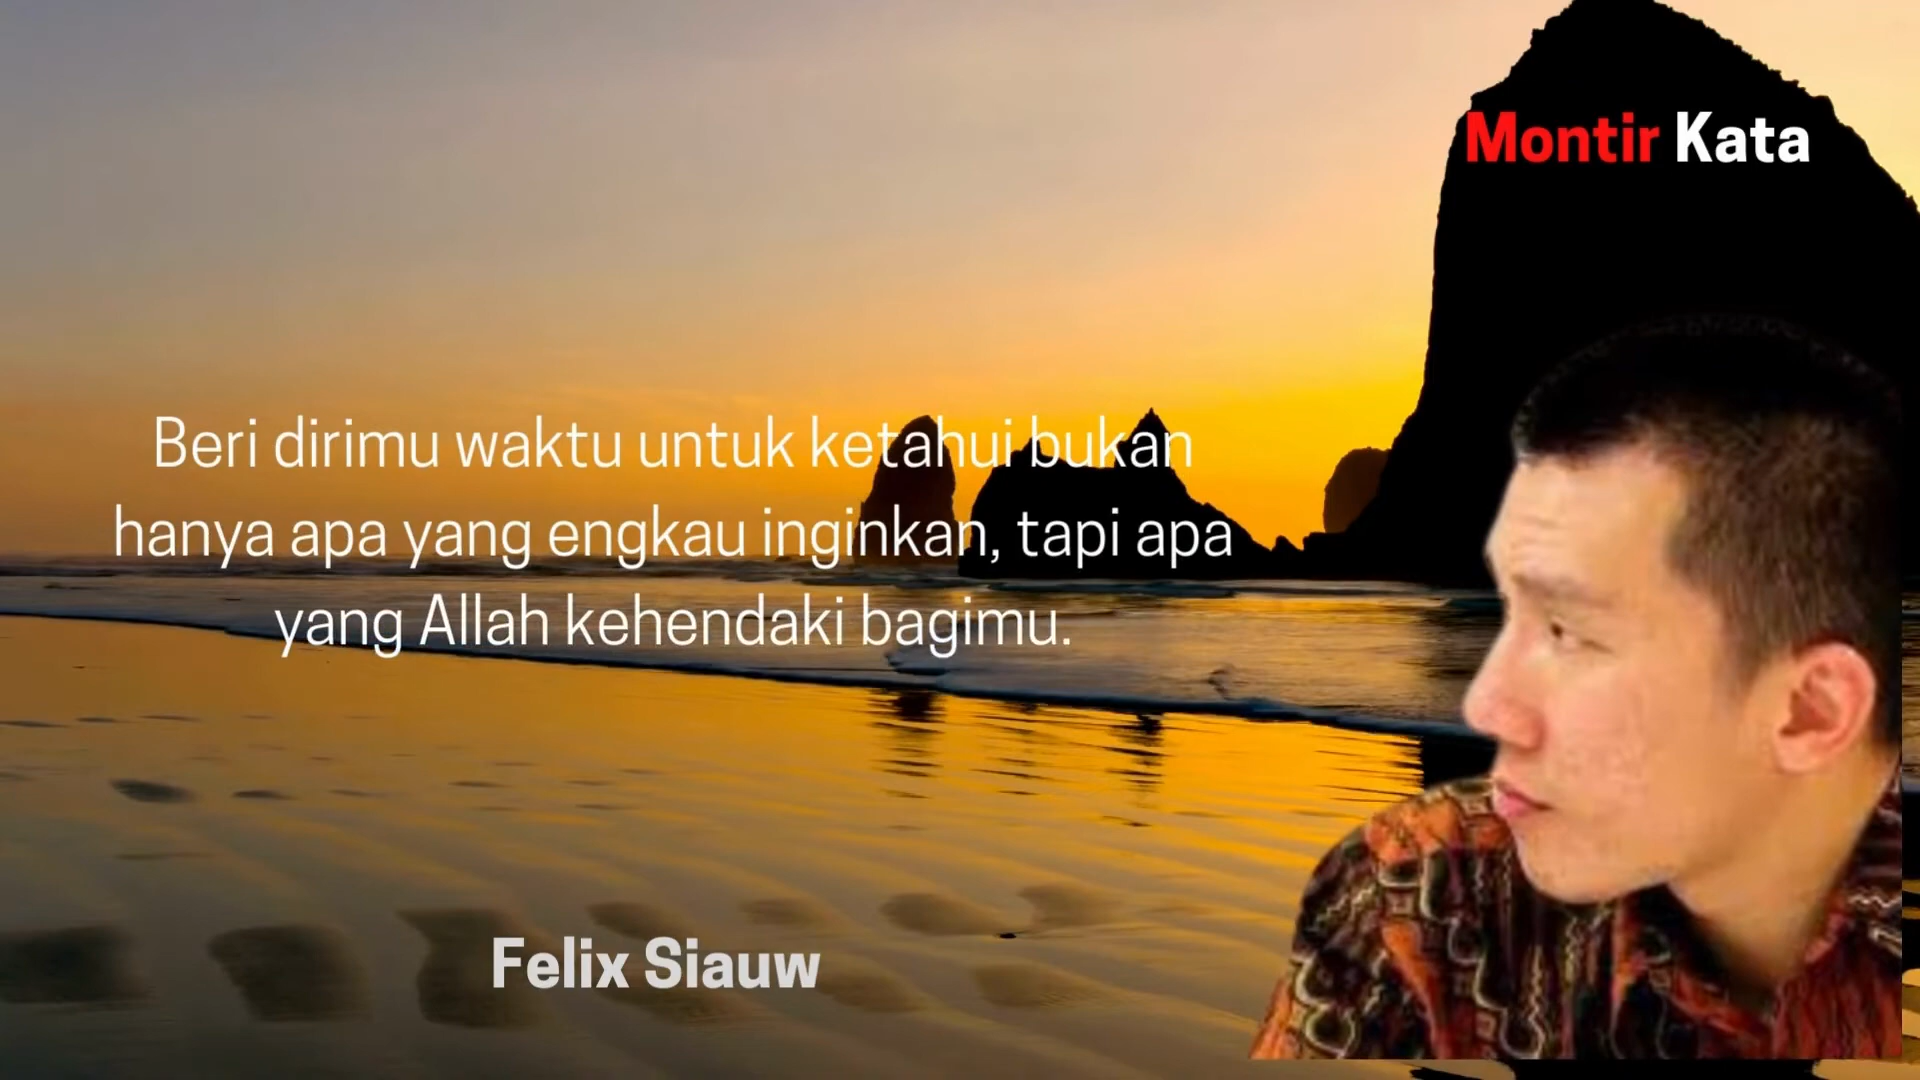 Montir Kata
Beri dirimu waktu untuk ketahui bukan
hanya apa yang engkau inginkan, tapi apa
yang Allah kehendaki bagimu.
Felix Siauw